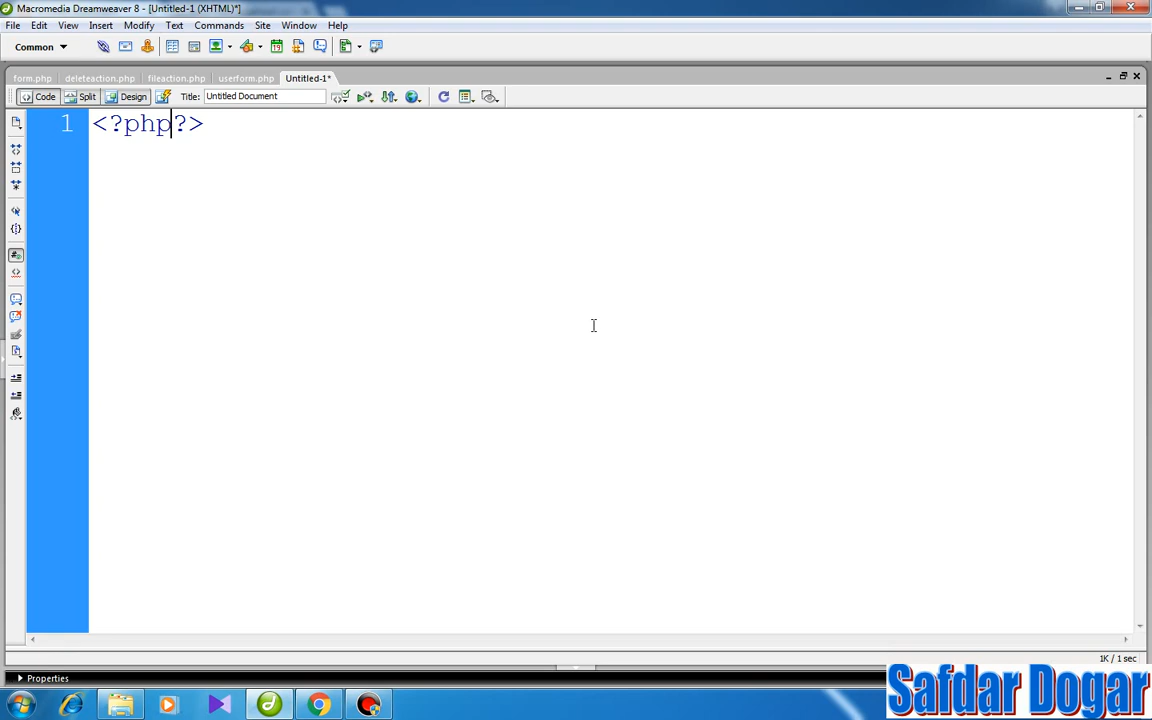 Macromedia Dreamweaver 8 - [Untitled-1 (XHTML)*]
File Edit View Insert Modify Text Commands Site Window Help
Common
form.php deleteaction.php fileaction.php userform.php Untitled-1*
Code Split Design Title: Untitled Document
1 <?php?>
1K / 1 sec
Properties
Safdar Dogar